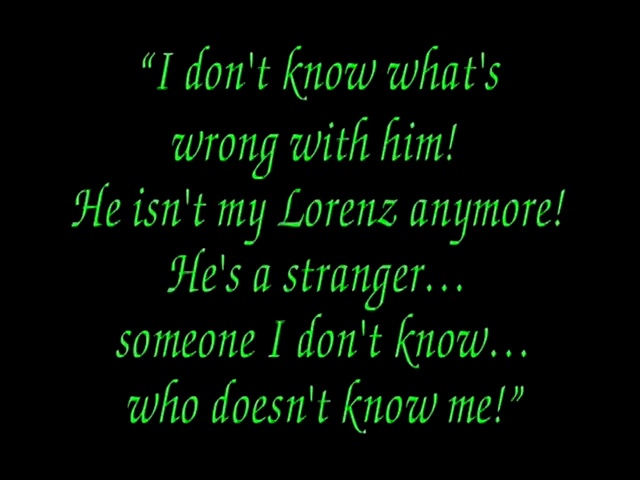 “I don't know what's
wrong with him!
He isn't my Lorenz anymore!
He's a stranger…
someone I don't know…
who doesn't know me!”